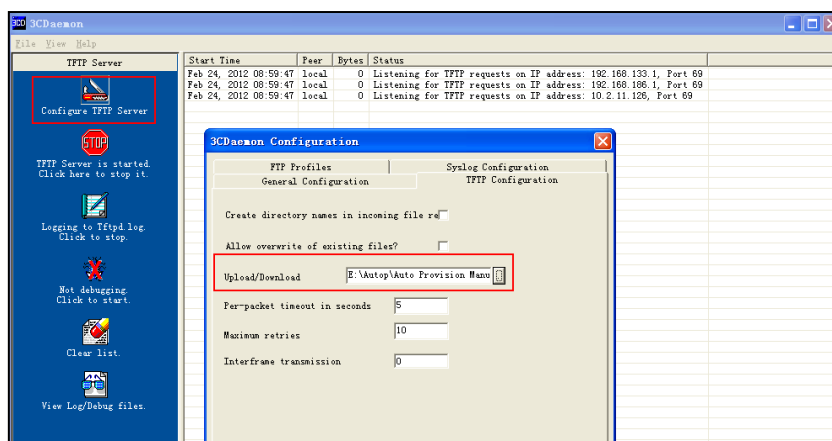 3CD 3CDaemon
File View Help
TFTP Server
Configure TFTP Server
STOP
TFTP Server is started.
Click here to stop it.
Logging to Tftpd.log.
Click to stop.
Not debugging.
Click to start.
Clear list.
View Log/Debug files.
Start Time Peer Bytes Status
Feb 24, 2012 08:59:47 local 0 Listening for TFTP requests on IP address: 192.168.133.1, Port 69
Feb 24, 2012 08:59:47 local 0 Listening for TFTP requests on IP address: 192.168.186.1, Port 69
Feb 24, 2012 08:59:47 local 0 Listening for TFTP requests on IP address: 10.2.11.126, Port 69
3CDaemon Configuration
FTP Profiles Syslog Configuration
General Configuration TFTP Configuration
Create directory names in incoming file re
Allow overwrite of existing files?
Upload/Download E:\Autop\Auto Provision Manu
Per-packet timeout in seconds 5
Maximum retries 10
Interframe transmission 0